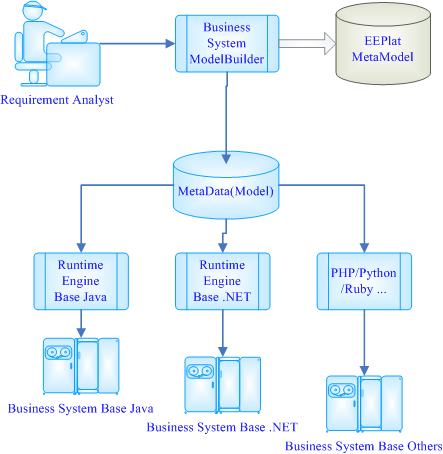 Business
System
ModelBuilder
EEPlat
MetaModel
Requirement Analyst
MetaData(Model)
Runtime
Engine
Base Java
Runtime
Engine
Base .NET
PHP/Python
/Ruby ...
Business System Base Java
Business System Base .NET
Business System Base Others